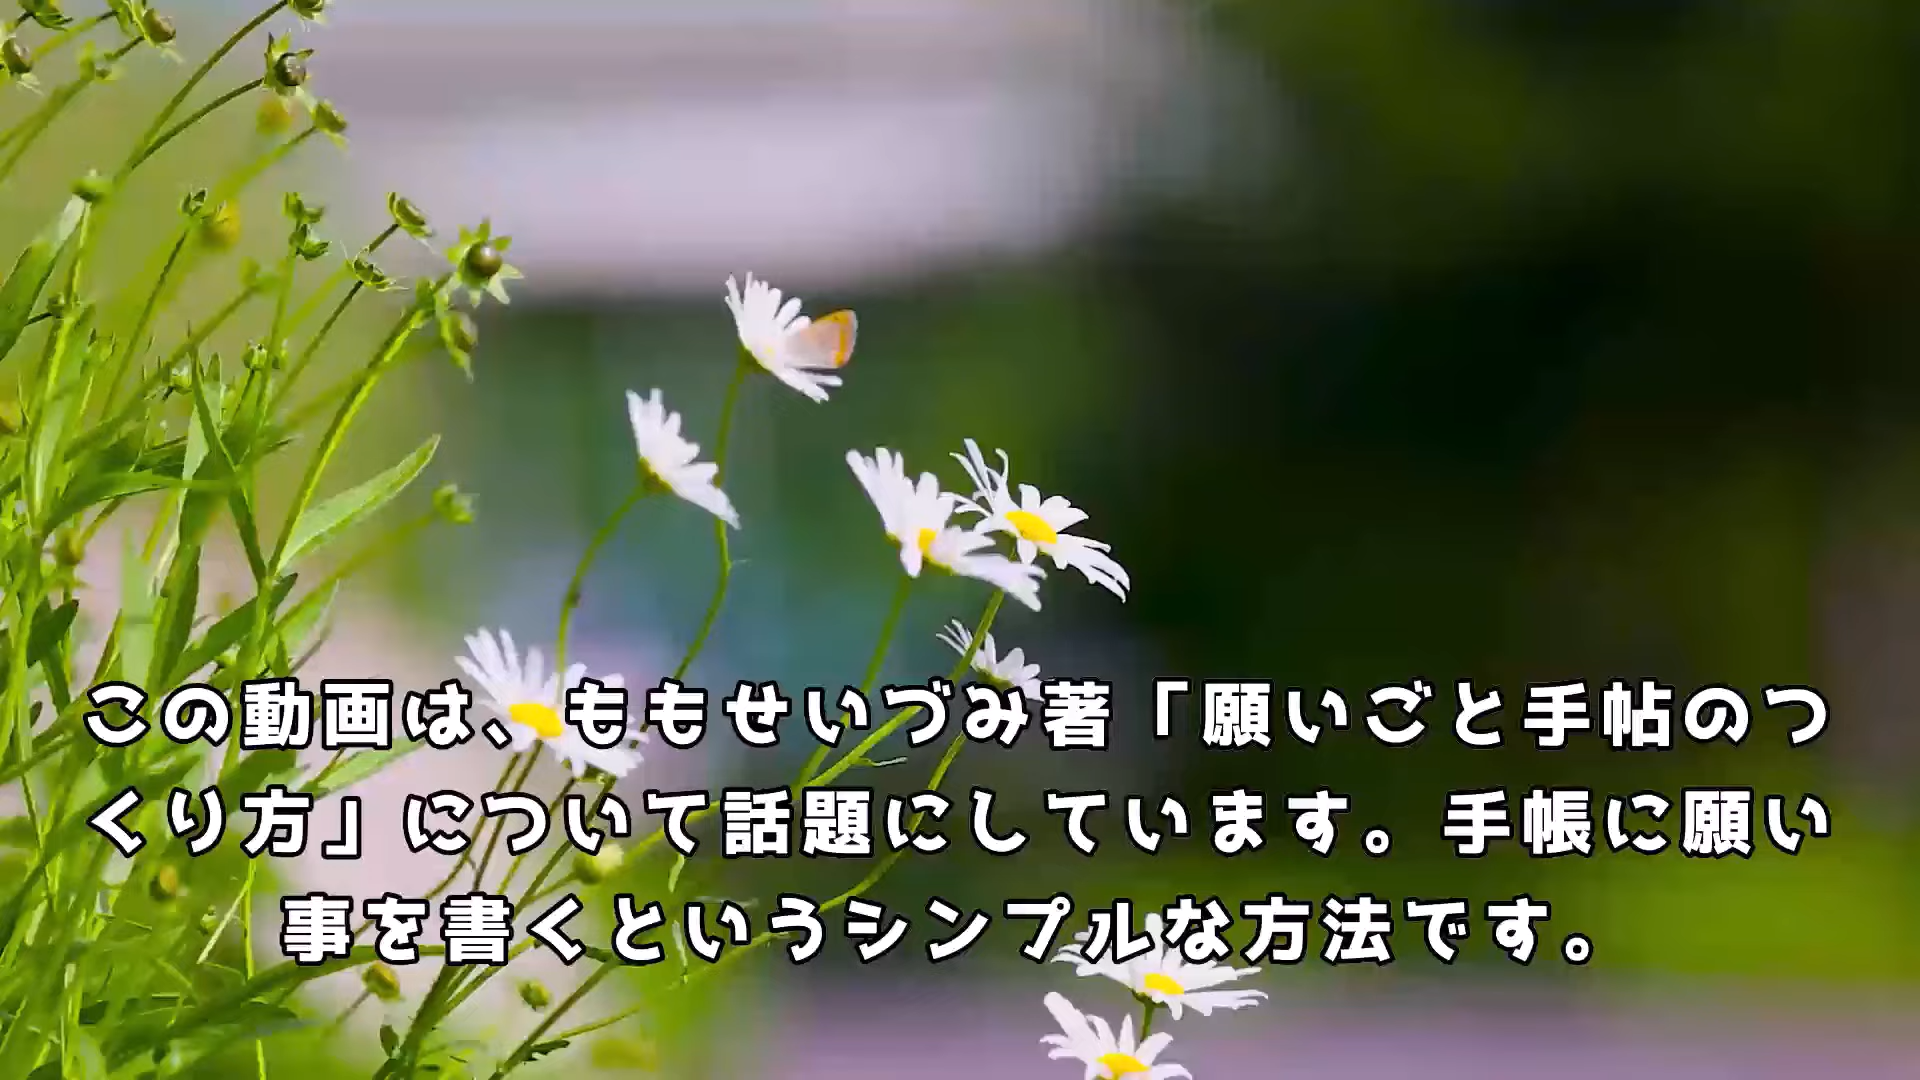 この動画は、ももせいづみ著「願いごと手帖のつ
くり方」について話題にしています。手帳に願い
事を書くというシンプルな方法です。